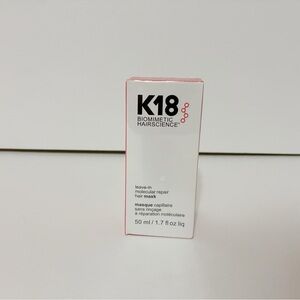 K18
BIOMIMETIC
HAIRSCIENCE
leave-in
molecular repair
hair mask
masque capillaire
sans rinçage
à réparation moléculaire
50 ml / 1.7 fl oz liq